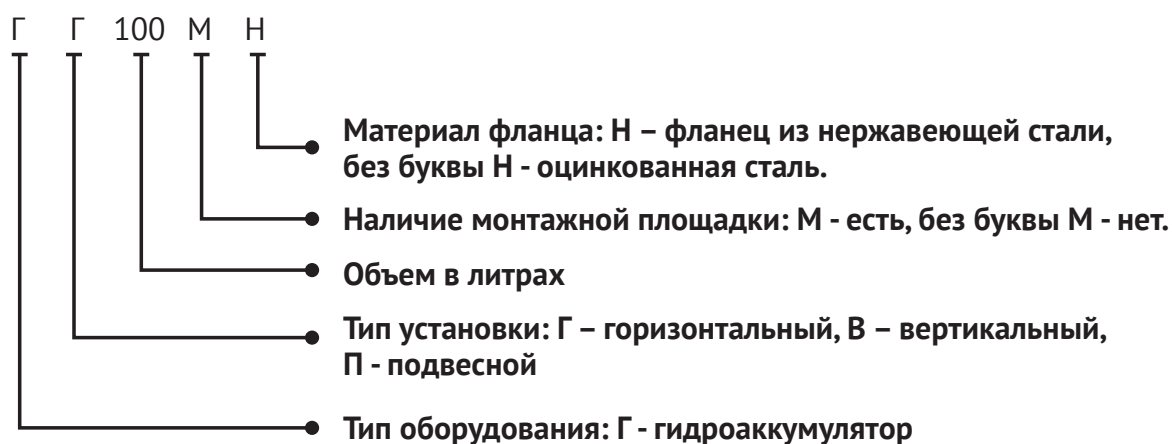 Г Г 100 М Н
Материал фланца: Н – фланец из нержавеющей стали,
без буквы Н - оцинкованная сталь.
Наличие монтажной площадки: М - есть, без буквы М - нет.
Объем в литрах
Тип установки: Г – горизонтальный, В – вертикальный,
П - подвесной
Тип оборудования: Г - гидроаккумулятор